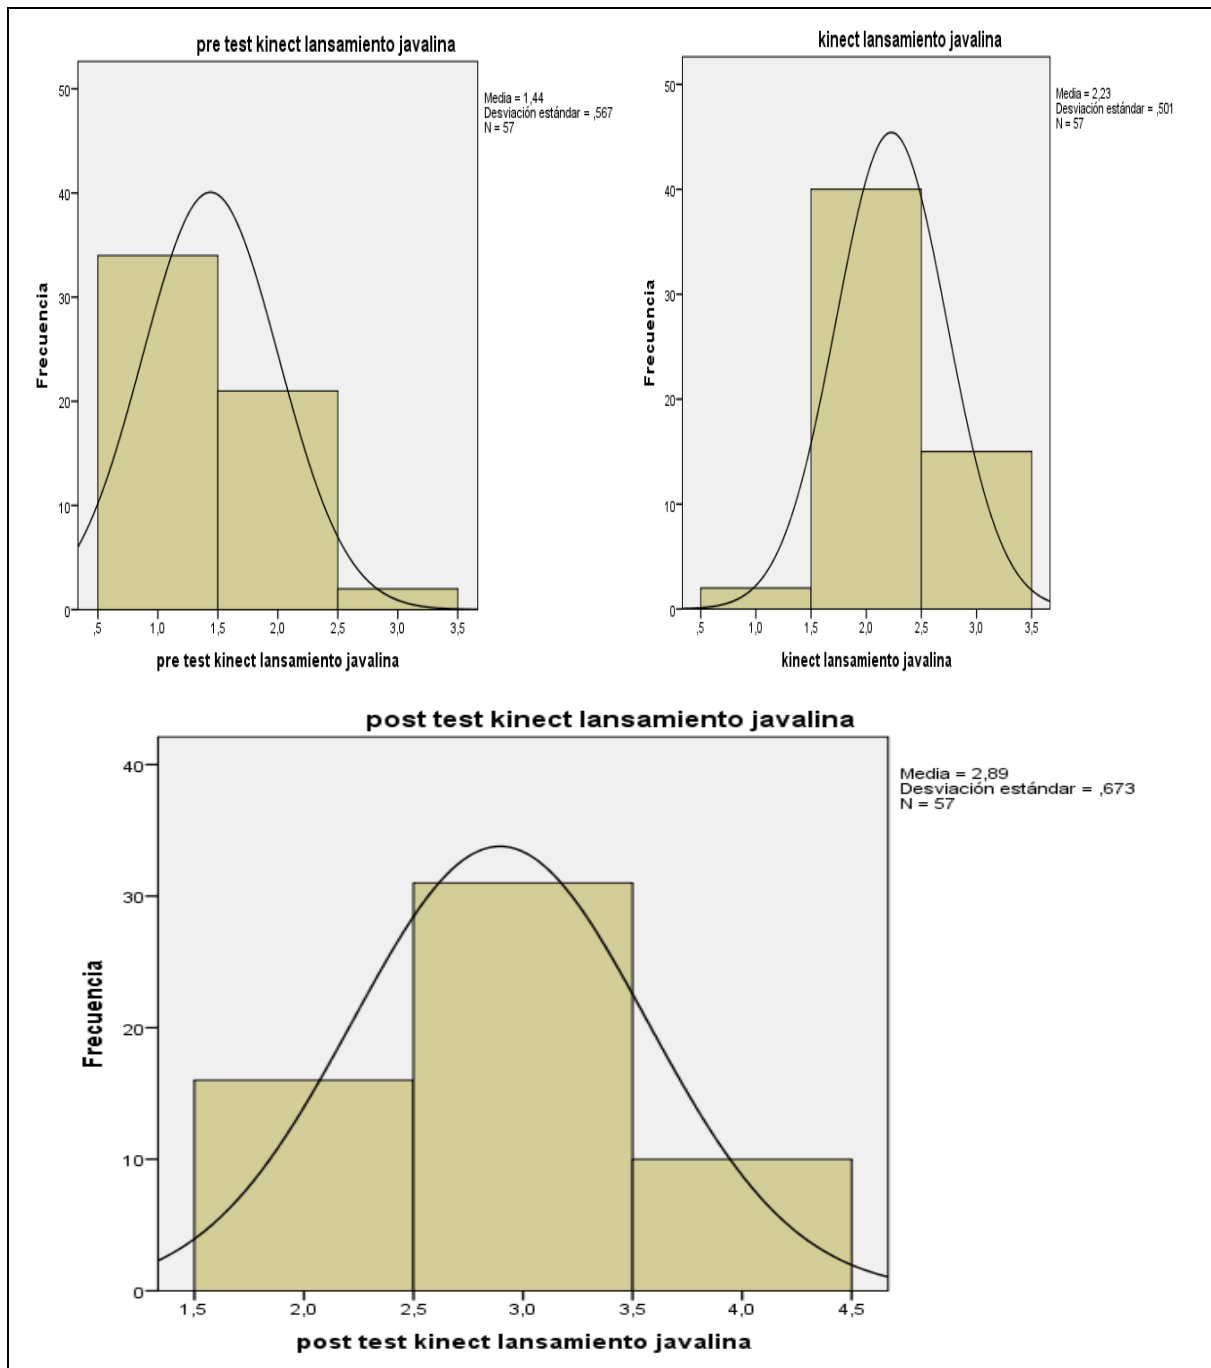 pre test kinect lansamiento javalina
Media = 1,44
Desviación estándar = ,567
N = 57
50
40
30
20
10
0
Frecuencia
,5
1,0
1,5
2,0
2,5
3,0
3,5
pre test kinect lansamiento javalina
kinect lansamiento javalina
Media = 2,23
Desviación estándar = ,501
N = 57
50
40
30
20
10
0
Frecuencia
,5
1,0
1,5
2,0
2,5
3,0
3,5
kinect lansamiento javalina
post test kinect lansamiento javalina
Media = 2,89
Desviación estándar = ,673
N = 57
40
30
20
10
0
Frecuencia
1,5
2,0
2,5
3,0
3,5
4,0
4,5
post test kinect lansamiento javalina